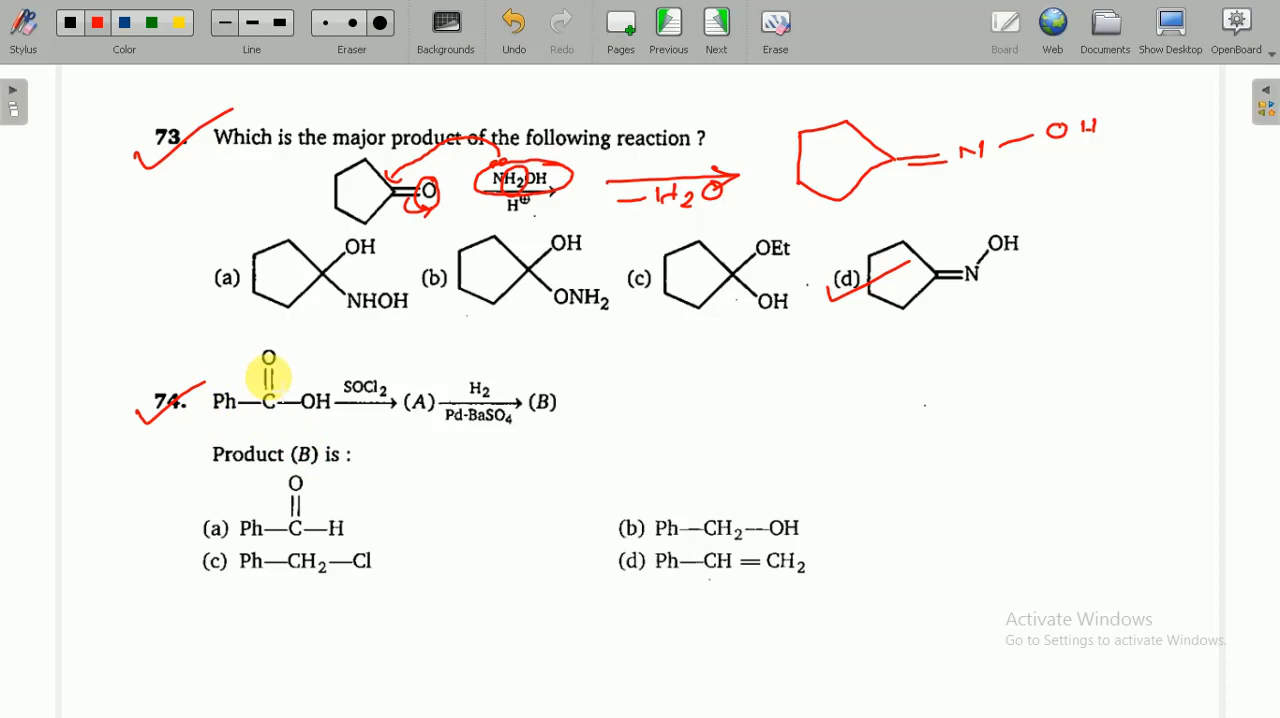 Stylus Color Line Eraser Backgrounds Undo Redo Pages Previous Next Erase Board Web Documents Show Desktop OpenBoard
73. Which is the major product of the following reaction ?
O NH2OH H⊕ − H2O N OH
(a) OH NHOH (b) OH ONH2 (c) OEt OH (d) N OH
74. Ph—C(=O)—OH SOCl2 (A) H2 Pd-BaSO4 (B)
Product (B) is :
O
(a) Ph—C—H (b) Ph—CH2—OH
(c) Ph—CH2—Cl (d) Ph—CH = CH2
Activate Windows
Go to Settings to activate Windows.